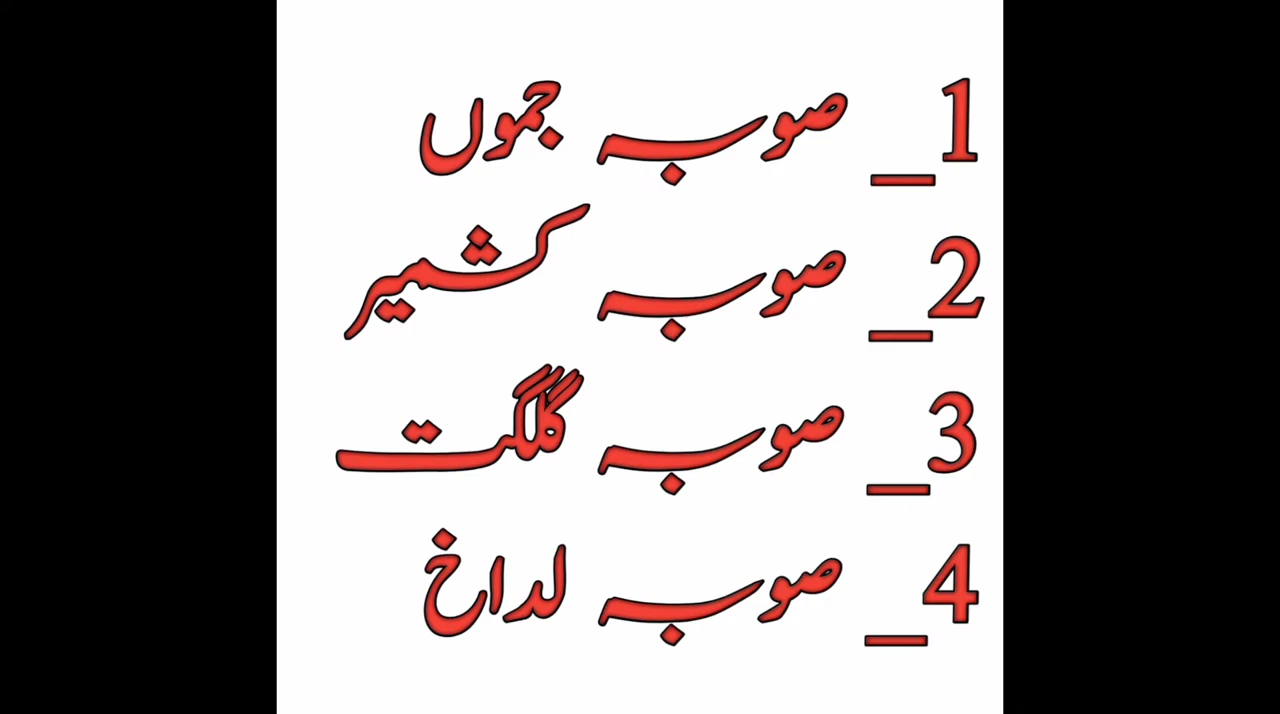 1_ صوبہ جموں
2_ صوبہ کشمیر
3_ صوبہ گلگت
4_ صوبہ لداخ